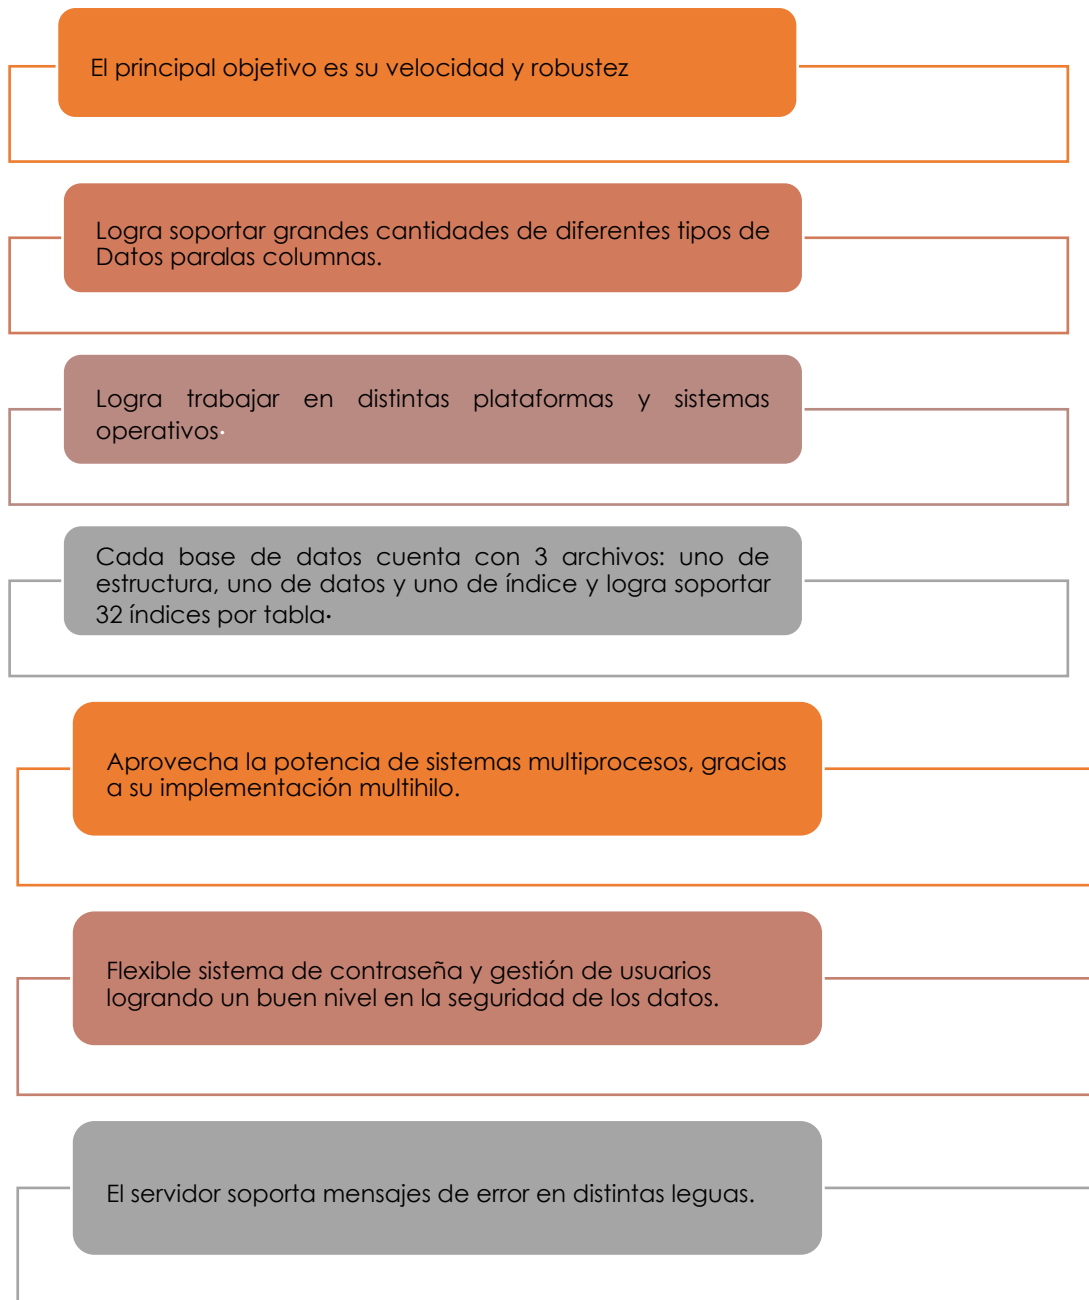 El principal objetivo es su velocidad y robustez
Logra soportar grandes cantidades de diferentes tipos de
Datos paralas columnas.
Logra trabajar en distintas plataformas y sistemas
operativos.
Cada base de datos cuenta con 3 archivos: uno de
estructura, uno de datos y uno de índice y logra soportar
32 índices por tabla.
Aprovecha la potencia de sistemas multiprocesos, gracias
a su implementación multihilo.
Flexible sistema de contraseña y gestión de usuarios
logrando un buen nivel en la seguridad de los datos.
El servidor soporta mensajes de error en distintas leguas.